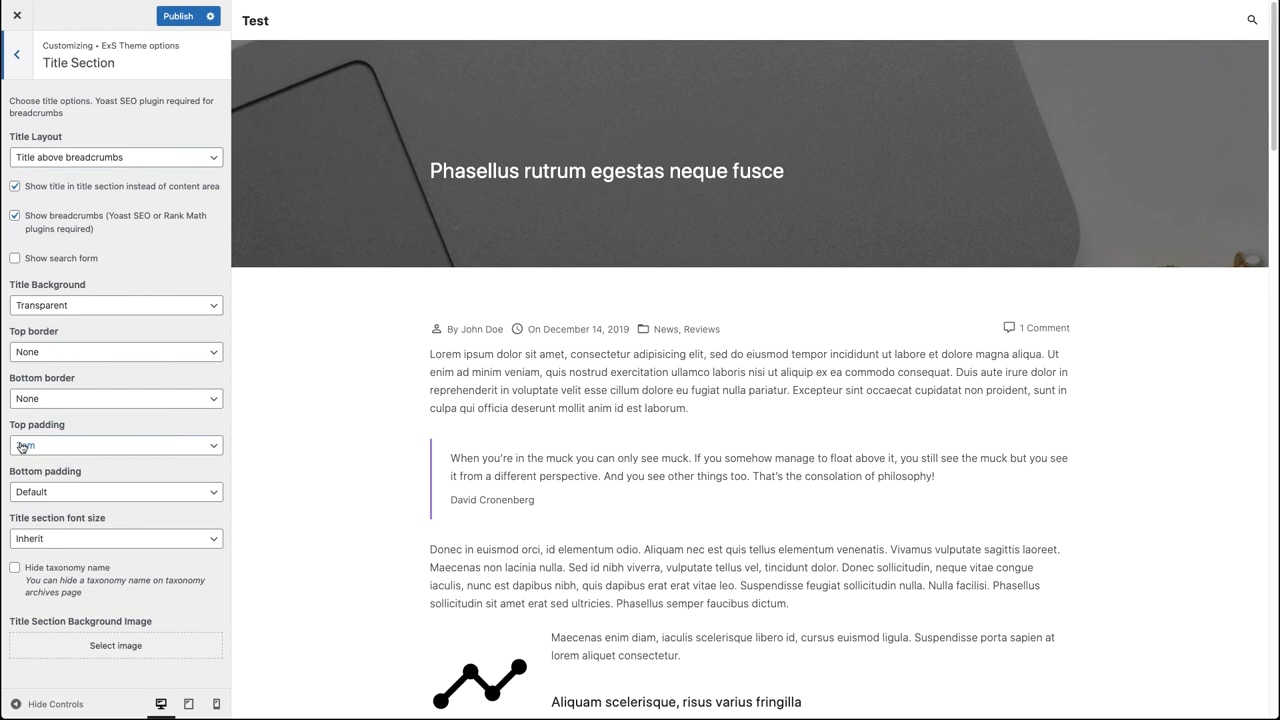 Publish
Customizing • ExS Theme options
Title Section
Choose title options. Yoast SEO plugin required for
breadcrumbs
Title Layout
Title above breadcrumbs
Show title in title section instead of content area
Show breadcrumbs (Yoast SEO or Rank Math
plugins required)
Show search form
Title Background
Transparent
Top border
None
Bottom border
None
Top padding
Bottom padding
Default
Title section font size
Inherit
Hide taxonomy name
You can hide a taxonomy name on taxonomy
archives page
Title Section Background Image
Select image
Hide Controls
Test
Phasellus rutrum egestas neque fusce
By John Doe On December 14, 2019 News, Reviews 1 Comment
Lorem ipsum dolor sit amet, consectetur adipisicing elit, sed do eiusmod tempor incididunt ut labore et dolore magna aliqua. Ut
enim ad minim veniam, quis nostrud exercitation ullamco laboris nisi ut aliquip ex ea commodo consequat. Duis aute irure dolor in
reprehenderit in voluptate velit esse cillum dolore eu fugiat nulla pariatur. Excepteur sint occaecat cupidatat non proident, sunt in
culpa qui officia deserunt mollit anim id est laborum.
When you're in the muck you can only see muck. If you somehow manage to float above it, you still see the muck but you see
it from a different perspective. And you see other things too. That's the consolation of philosophy!
David Cronenberg
Donec in euismod orci, id elementum odio. Aliquam nec est quis tellus elementum venenatis. Vivamus vulputate sagittis laoreet.
Maecenas non lacinia nulla. Sed id nibh viverra, vulputate tellus vel, tincidunt dolor. Donec sollicitudin, neque vitae congue
iaculis, nunc est dapibus nibh, quis dapibus erat erat vitae leo. Suspendisse feugiat sollicitudin nulla. Nulla facilisi. Phasellus
sollicitudin sit amet erat sed ultricies. Phasellus semper faucibus dictum.
Maecenas enim diam, iaculis scelerisque libero id, cursus euismod ligula. Suspendisse porta sapien at
lorem aliquet consectetur.
Aliquam scelerisque, risus varius fringilla